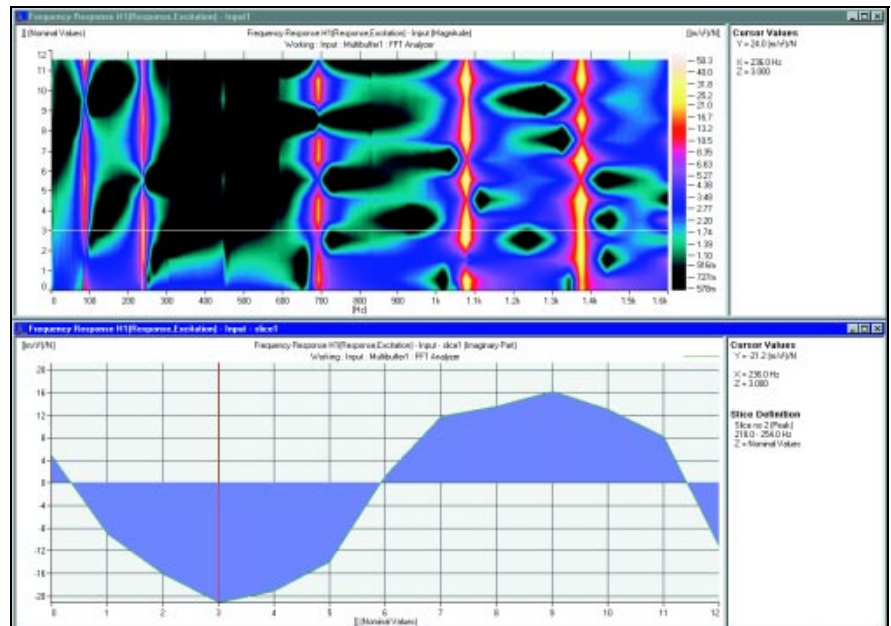 Frequency Response H1(Response,Excitation) - Input1
[] (Nominal Values)
Frequency Response H1(Response,Excitation) - Input (Magnitude)
Working : Input : Multibuffer1 : FFT Analyzer
[(m/s²)/N]
12
11
10
9
8
7
6
5
4
3
2
1
0
0 100 200 300 400 500 600 700 800 900 1k 1.1k 1.2k 1.3k 1.4k 1.5k 1.6k
[Hz]
50.3
40.0
31.8
25.2
21.0
16.7
13.2
10.5
8.35
6.63
5.27
4.38
3.48
2.77
2.20
1.74
1.39
1.10
916m
727m
578m
Cursor Values
Y = 24.0 (m/s²)/N
X = 236.0 Hz
Z = 3.000
Frequency Response H1(Response,Excitation) - Input - slice1
[(m/s²)/N]
Frequency Response H1(Response,Excitation) - Input - slice1 (Imaginary Part)
Working : Input : Multibuffer1 : FFT Analyzer
20
16
12
8
4
0
-4
-8
-12
-16
-20
0 1 2 3 4 5 6 7 8 9 10 11 12
[] (Nominal Values)
Cursor Values
Y = -21.2 (m/s²)/N
X = 236.0 Hz
Z = 3.000
Slice Definition
Slice no 2 (Peak)
218.0 - 254.0 Hz
Z = Nominal Values